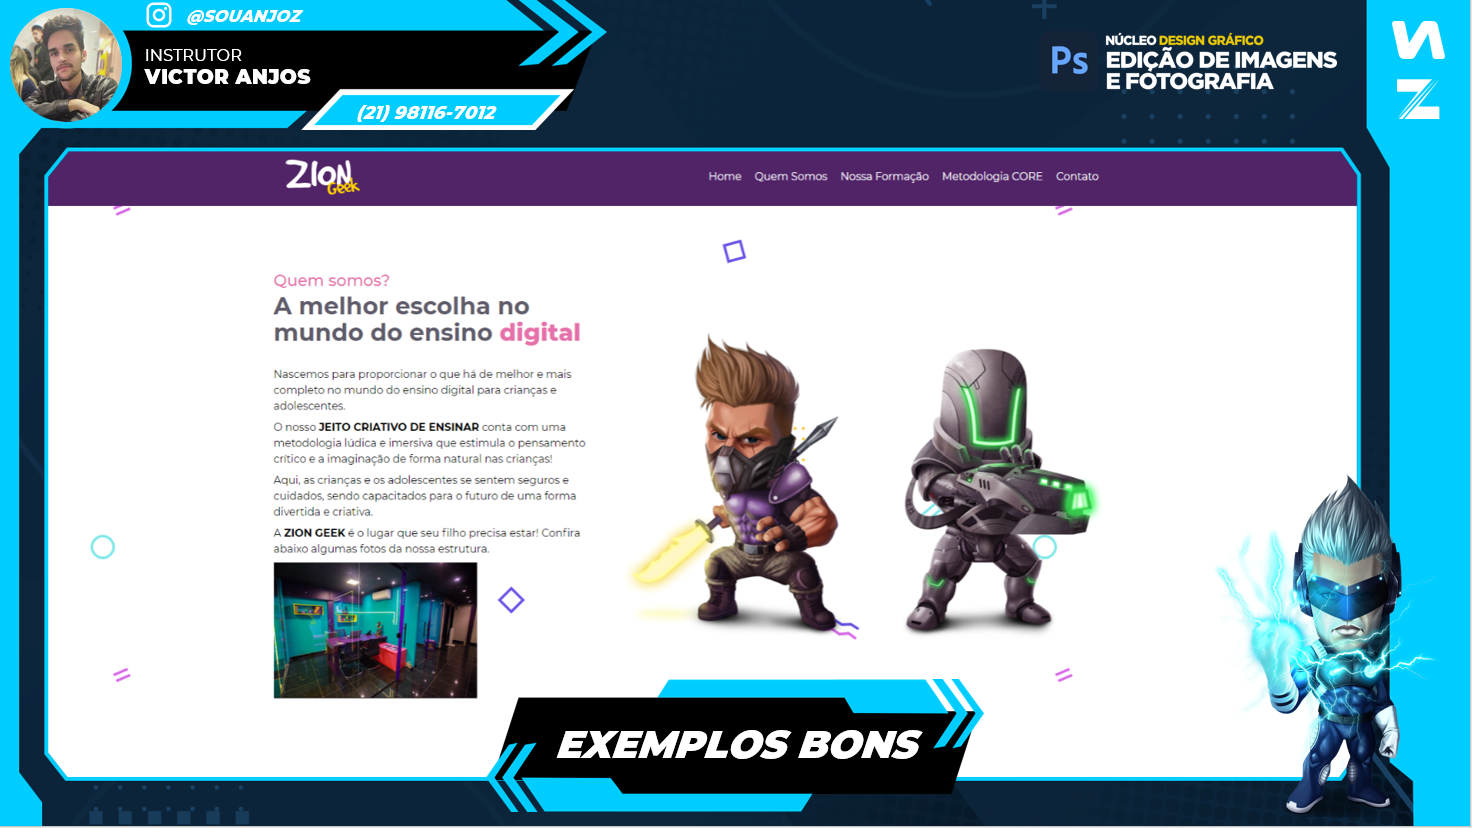 @SOUANJOZ
INSTRUTOR
VICTOR ANJOS
(21) 98116-7012
Ps
NÚCLEO DESIGN GRÁFICO
EDIÇÃO DE IMAGENS
E FOTOGRAFIA
ZION
Geek
Home Quem Somos Nossa Formação Metodologia CORE Contato
Quem somos?
A melhor escolha no
mundo do ensino digital
Nascemos para proporcionar o que há de melhor e mais
completo no mundo do ensino digital para crianças e
adolescentes.
O nosso JEITO CRIATIVO DE ENSINAR conta com uma
metodologia lúdica e imersiva que estimula o pensamento
crítico e a imaginação de forma natural nas crianças!
Aqui, as crianças e os adolescentes se sentem seguros e
cuidados, sendo capacitados para o futuro de uma forma
divertida e criativa.
A ZION GEEK é o lugar que seu filho precisa estar! Confira
abaixo algumas fotos da nossa estrutura.
EXEMPLOS BONS